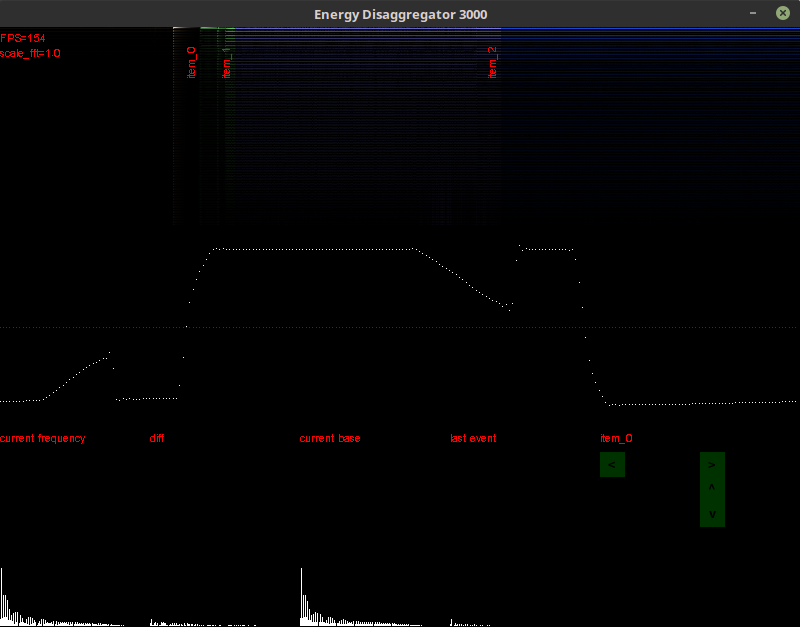 Energy Disaggregator 3000
FPS=154
scale_fft=1.0
item_0
item_1
item_2
current frequency
diff
current base
last event
item_0
<
>
^
v